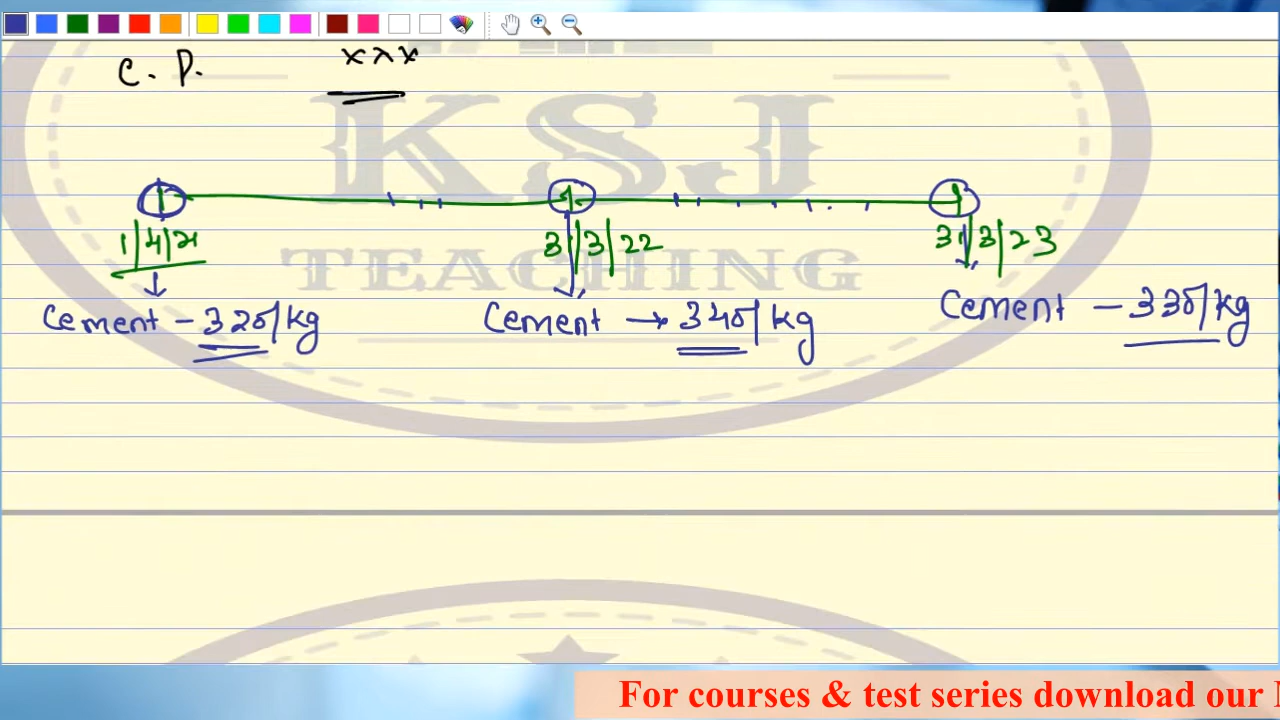 C. P. xxx
KSJ
1|4|21 31|3|22 31|3|23
TEACHING
Cement - 320/kg Cement → 340/kg Cement - 330/kg
For courses & test series download our